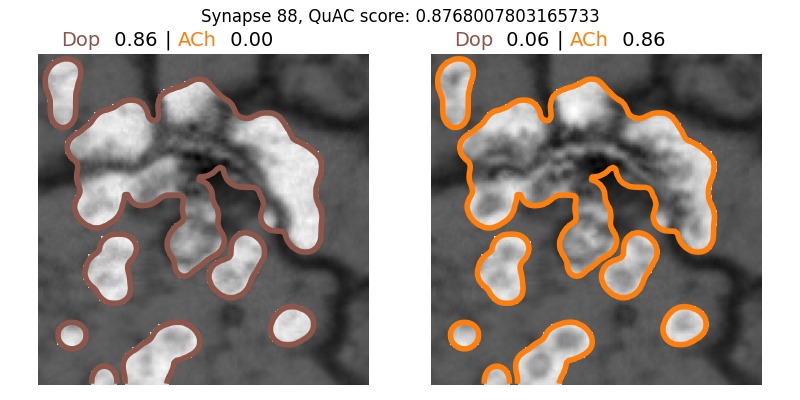 Synapse 88, QuAC score: 0.8768007803165733
Dop 0.86 | ACh 0.00
Dop 0.06 | ACh 0.86